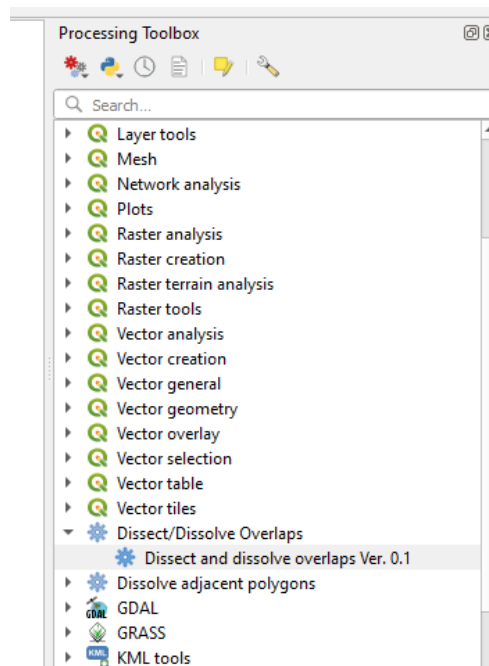 Processing Toolbox
Search...
Layer tools
Mesh
Network analysis
Plots
Raster analysis
Raster creation
Raster terrain analysis
Raster tools
Vector analysis
Vector creation
Vector general
Vector geometry
Vector overlay
Vector selection
Vector table
Vector tiles
Dissect/Dissolve Overlaps
Dissect and dissolve overlaps Ver. 0.1
Dissolve adjacent polygons
GDAL GDAL
GRASS
KML KML tools